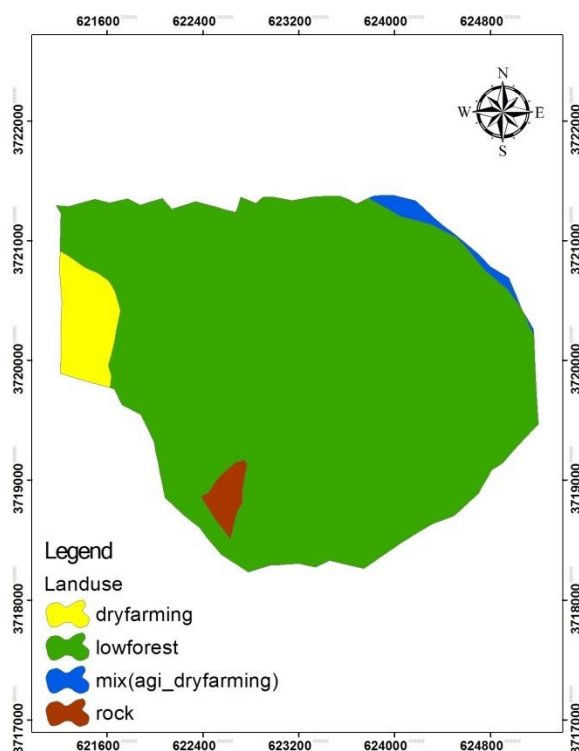 621600 622400 623200 624000 624800
N
W E
S
3722000 3722000
3721000 3721000
3720000 3720000
3719000 3719000
3718000 3718000
3717000 3717000
Legend
Landuse
dryfarming
lowforest
mix(agi_dryfarming)
rock
621600 622400 623200 624000 624800